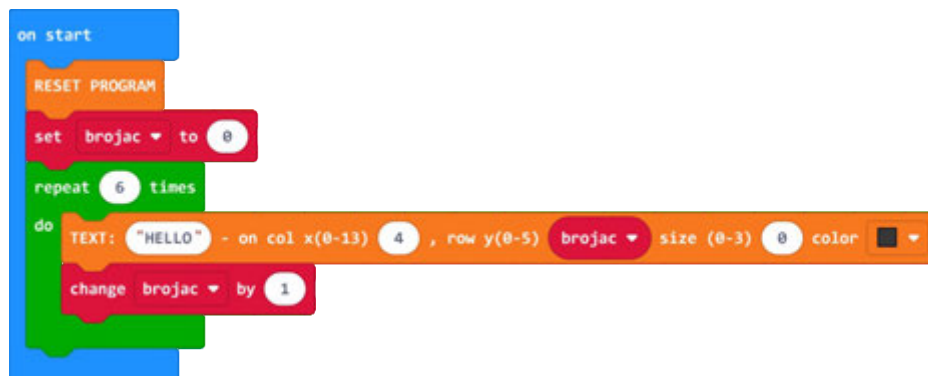 on start
RESET PROGRAM
set brojac to 0
repeat 6 times
do TEXT: "HELLO" - on col x(0-13) 4 , row y(0-5) brojac size (0-3) 0 color
change brojac by 1